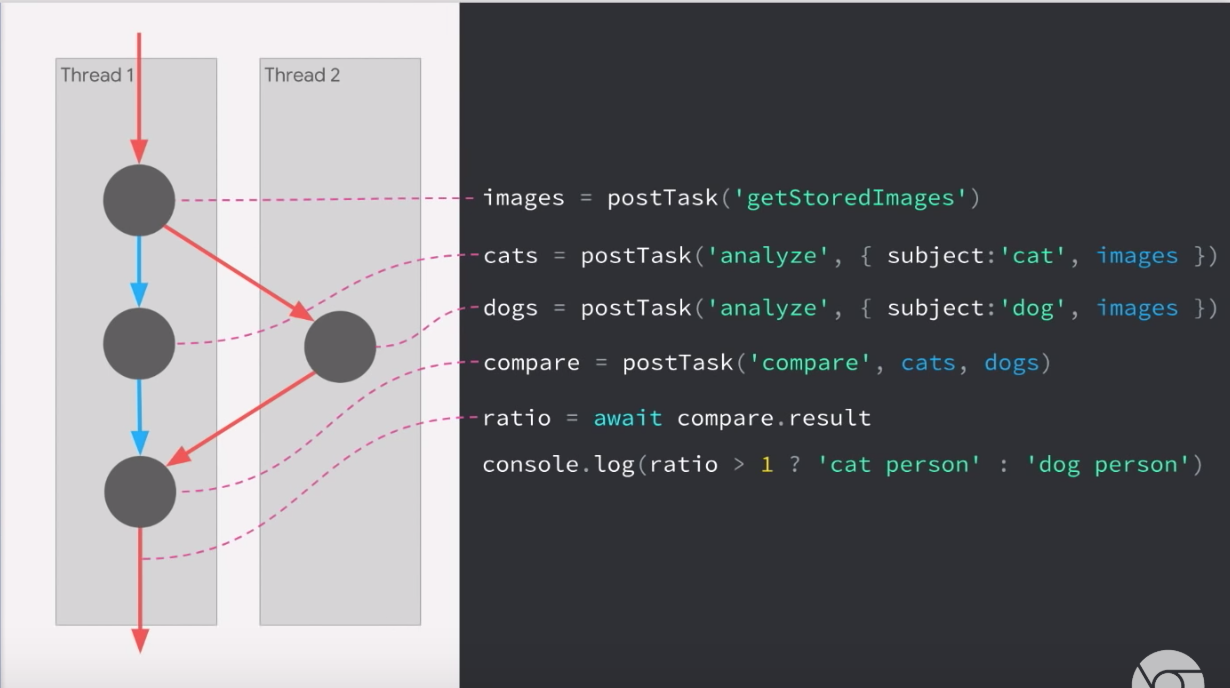 Thread 1
Thread 2
images = postTask('getStoredImages')
cats = postTask('analyze', { subject:'cat', images })
dogs = postTask('analyze', { subject:'dog', images })
compare = postTask('compare', cats, dogs)
ratio = await compare.result
console.log(ratio > 1 ? 'cat person' : 'dog person')